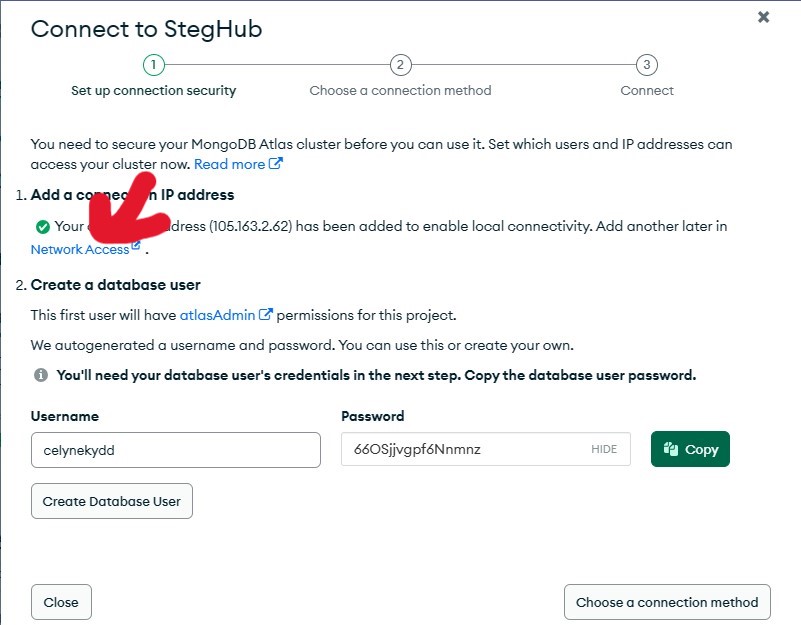 Connect to StegHub
1
2
3
Set up connection security
Choose a connection method
Connect
You need to secure your MongoDB Atlas cluster before you can use it. Set which users and IP addresses can
access your cluster now. Read more
1. Add a IP address
Your (105.163.2.62) has been added to enable local connectivity. Add another later in
Network Access .
2. Create a database user
This first user will have atlasAdmin permissions for this project.
We autogenerated a username and password. You can use this or create your own.
You'll need your database user's credentials in the next step. Copy the database user password.
Username
Password
celynekydd
66OSjjvgpf6Nnmnz
HIDE
Copy
Create Database User
Close
Choose a connection method